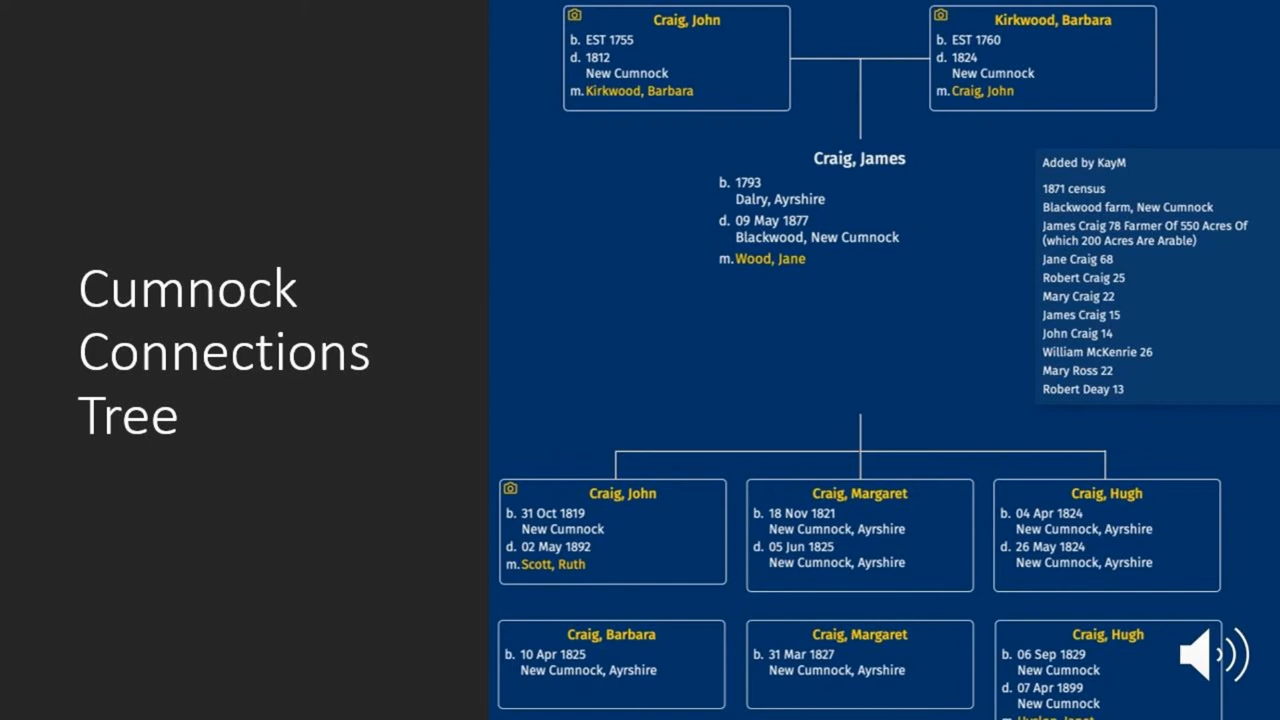 Cumnock
Connections
Tree
Craig, John
b. EST 1755
d. 1812
New Cumnock
m. Kirkwood, Barbara
Kirkwood, Barbara
b. EST 1760
d. 1824
New Cumnock
m. Craig, John
Craig, James
b. 1793
Dalry, Ayrshire
d. 09 May 1877
Blackwood, New Cumnock
m. Wood, Jane
Added by KayM
1871 census
Blackwood farm, New Cumnock
James Craig 78 Farmer Of 550 Acres Of
(which 200 Acres Are Arable)
Jane Craig 68
Robert Craig 25
Mary Craig 22
James Craig 15
John Craig 14
William McKenrie 26
Mary Ross 22
Robert Deay 13
Craig, John
b. 31 Oct 1819
New Cumnock
d. 02 May 1892
m. Scott, Ruth
Craig, Margaret
b. 18 Nov 1821
New Cumnock, Ayrshire
d. 05 Jun 1825
New Cumnock, Ayrshire
Craig, Hugh
b. 04 Apr 1824
New Cumnock, Ayrshire
d. 26 May 1824
New Cumnock, Ayrshire
Craig, Barbara
b. 10 Apr 1825
New Cumnock, Ayrshire
Craig, Margaret
b. 31 Mar 1827
New Cumnock, Ayrshire
Craig, Hugh
b. 06 Sep 1829
New Cumnock
d. 07 Apr 1899
New Cumnock